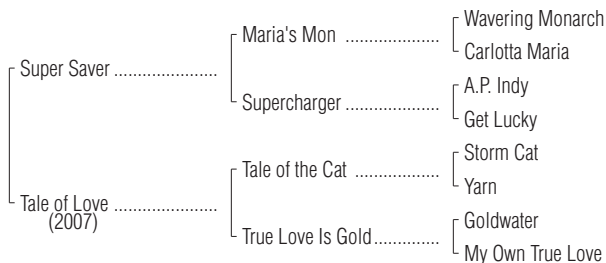 Wavering Monarch
Maria's Mon ....................
Carlotta Maria
Super Saver ......................
A.P. Indy
Supercharger ....................
Get Lucky
Storm Cat
Tale of the Cat ..................
Yarn
Tale of Love ......................
(2007)
Goldwater
True Love Is Gold..............
My Own True Love